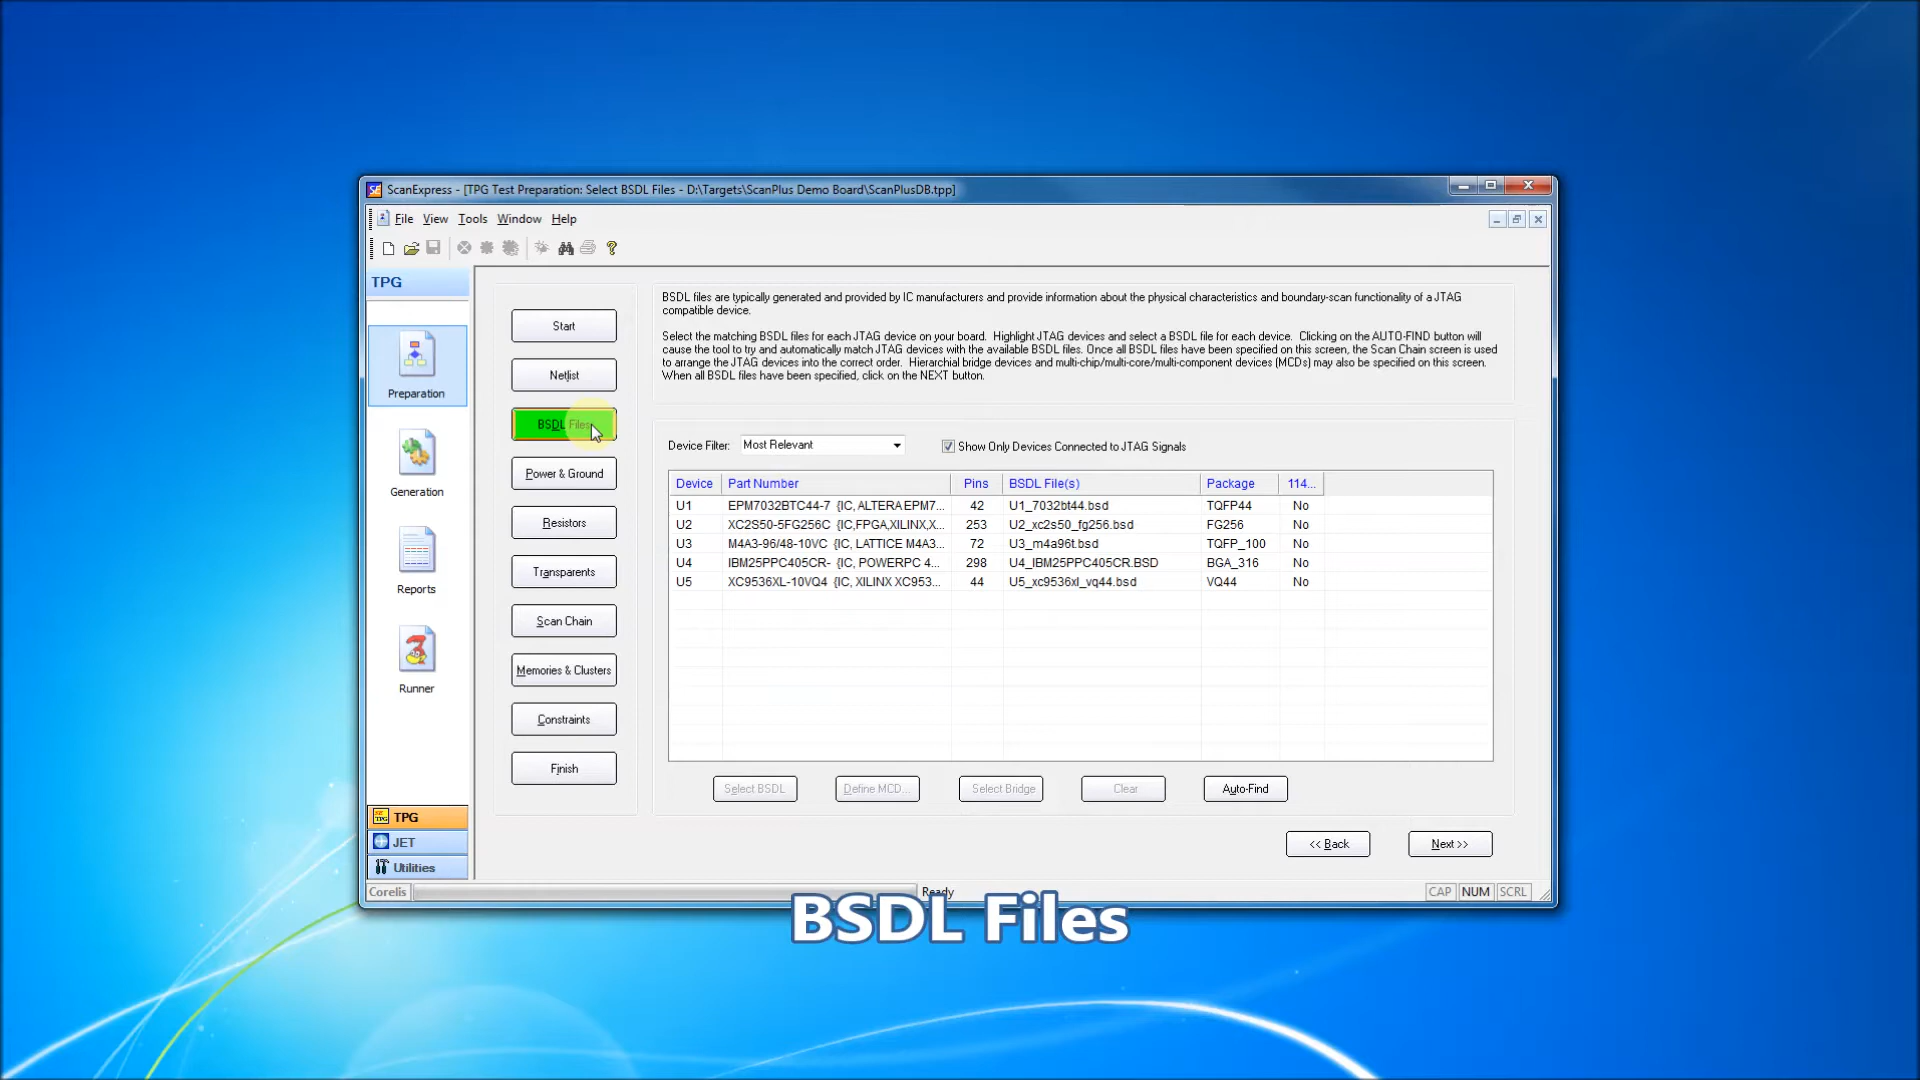 ScanExpress - [TPG Test Preparation: Select BSDL Files - D:\Targets\ScanPlus Demo Board\ScanPlusDB.tpp]
File View Tools Window Help
TPG
Preparation
Generation
Reports
Runner
TPG
JET
Utilities
Start
Netlist
BSDL Files
Power & Ground
Resistors
Transparents
Scan Chain
Memories & Clusters
Constraints
Finish
BSDL files are typically generated and provided by IC manufacturers and provide information about the physical characteristics and boundary-scan functionality of a JTAG
compatible device.
Select the matching BSDL files for each JTAG device on your board. Highlight JTAG devices and select a BSDL file for each device. Clicking on the AUTO-FIND button will
cause the tool to try and automatically match JTAG devices with the available BSDL files. Once all BSDL files have been specified on this screen, the Scan Chain screen is used
to arrange the JTAG devices into the correct order. Hierarchial bridge devices and multi-chip/multi-core/multi-component devices (MCDs) may also be specified on this screen.
When all BSDL files have been specified, click on the NEXT button.
Device Filter: Most Relevant Show Only Devices Connected to JTAG Signals
Device Part Number Pins BSDL File(s) Package 114...
U1 EPM7032BTC44-7 {IC, ALTERA EPM7... 42 U1_7032bt44.bsd TQFP44 No
U2 XC2S50-5FG256C {IC,FPGA,XILINX,X... 253 U2_xc2s50_fg256.bsd FG256 No
U3 M4A3-96/48-10VC {IC, LATTICE M4A3... 72 U3_m4a96t.bsd TQFP_100 No
U4 IBM25PPC405CR- {IC, POWERPC 4... 298 U4_IBM25PPC405CR.BSD BGA_316 No
U5 XC9536XL-10VQ4 {IC, XILINX XC953... 44 U5_xc9536xl_vq44.bsd VQ44 No
Select BSDL Define MCD... Select Bridge Clear Auto-Find
<< Back Next >>
Corelis Ready CAP NUM SCRL
BSDL Files